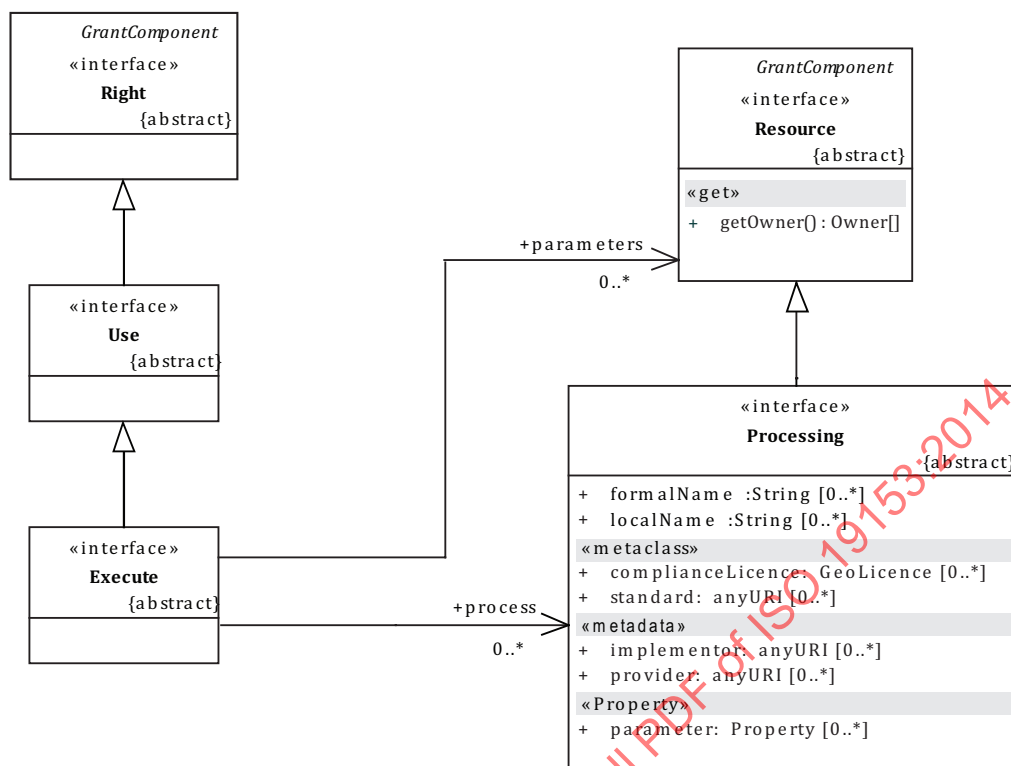 GrantComponent
«interface»
Right
{abstract}
GrantComponent
«interface»
Resource
{abstract}
«get»
+ getOwner() : Owner[]
+parameters
0..*
«interface»
Use
{abstract}
«interface»
Processing
{abstract}
+ formalName :String [0..*]
+ localName :String [0..*]
«metaclass»
+ complianceLicence: GeoLicence [0..*]
+ standard: anyURI [0..*]
«metadata»
+ implementor: anyURI [0..*]
+ provider: anyURI [0..*]
«Property»
+ parameter: Property [0..*]
«interface»
Execute
{abstract}
+process
0..*
PDF of ISO 19153:2014